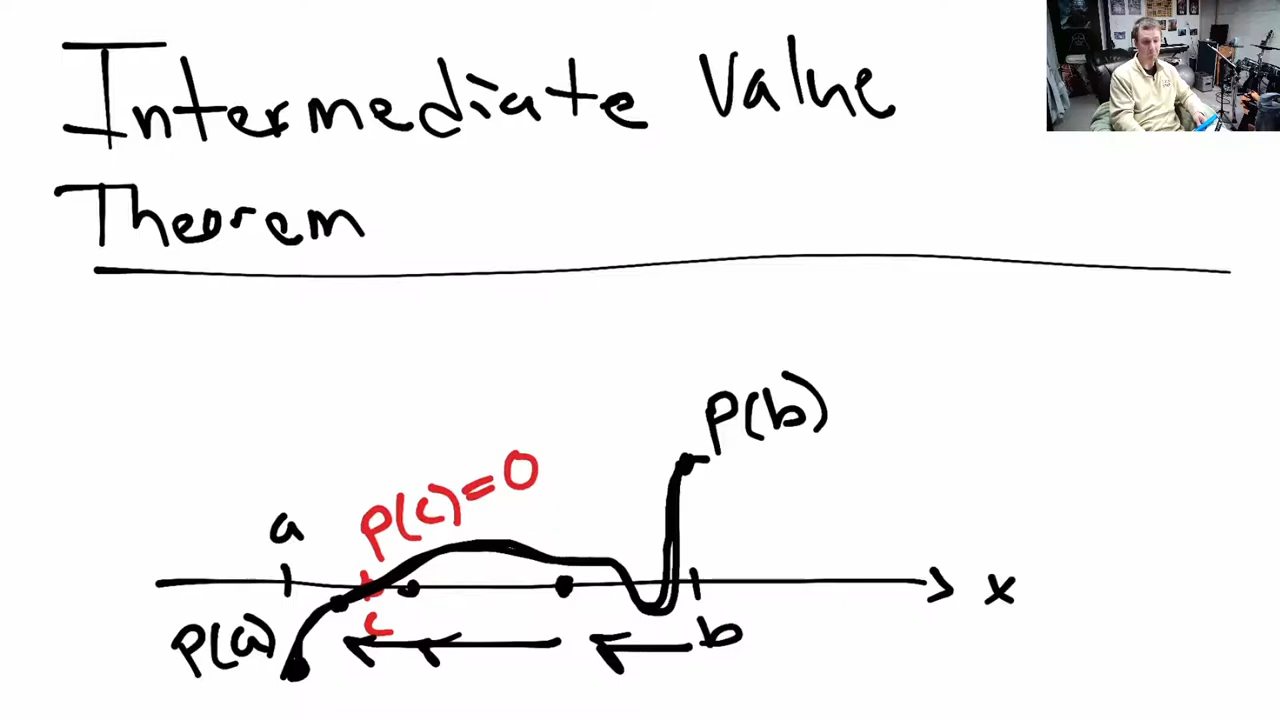 Intermediate Value
Theorem
p(b)
p(c)=0
a
x
c
p(a)
b